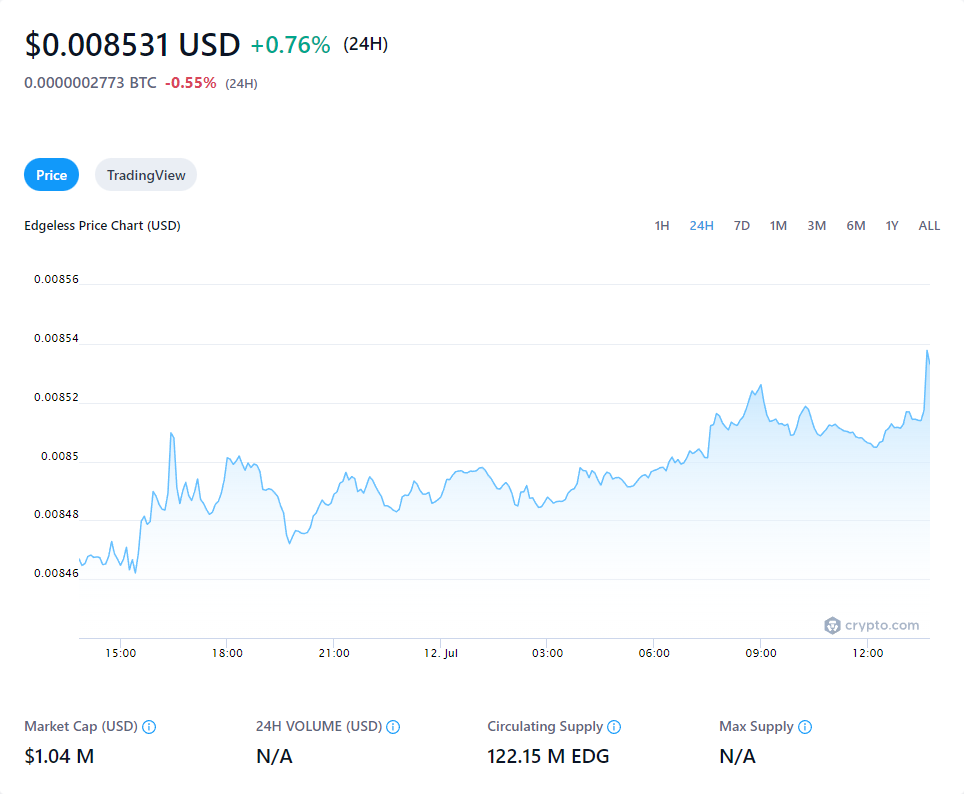 $0.008531 USD +0.76% (24H)
0.0000002773 BTC -0.55% (24H)
Price TradingView
Edgeless Price Chart (USD)
1H 24H 7D 1M 3M 6M 1Y ALL
0.00856
0.00854
0.00852
0.0085
0.00848
0.00846
crypto.com
15:00 18:00 21:00 12. Jul 03:00 06:00 09:00 12:00
Market Cap (USD) 24H VOLUME (USD) Circulating Supply Max Supply
$1.04 M N/A 122.15 M EDG N/A